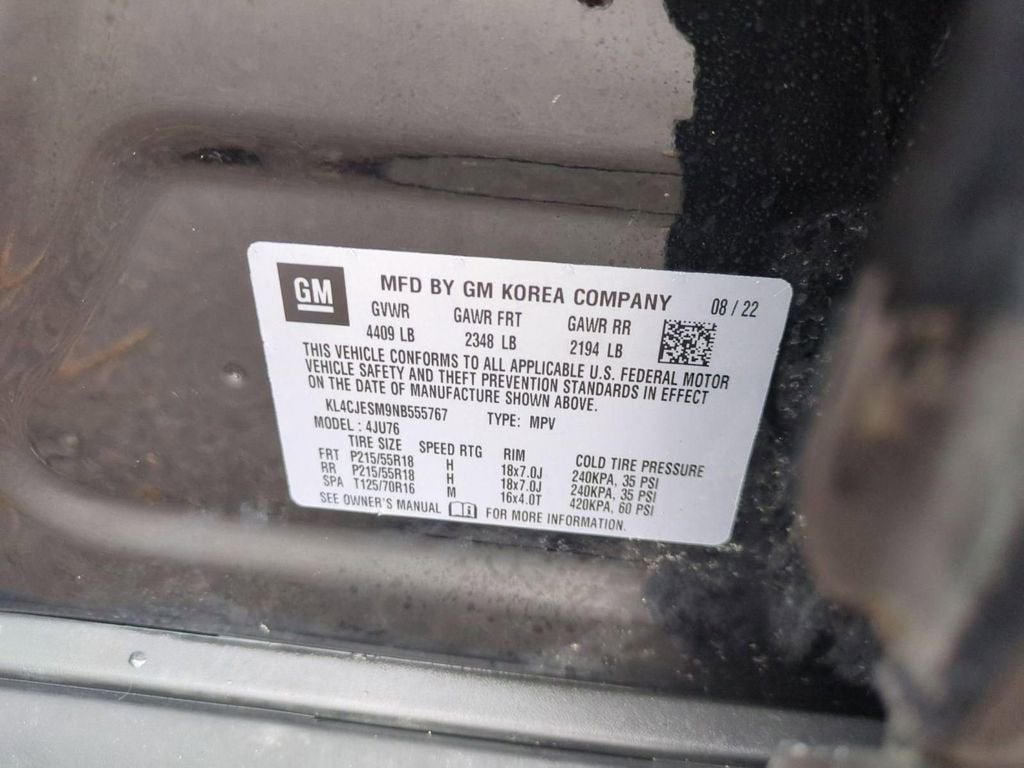 GM
MFD BY GM KOREA COMPANY 08 / 22
GVWR GAWR FRT GAWR RR
4409 LB 2348 LB 2194 LB
THIS VEHICLE CONFORMS TO ALL APPLICABLE U.S. FEDERAL MOTOR
VEHICLE SAFETY AND THEFT PREVENTION STANDARDS IN EFFECT
ON THE DATE OF MANUFACTURE SHOWN ABOVE.
KL4CJESM9NB555767 TYPE: MPV
MODEL : 4JU76
TIRE SIZE SPEED RTG RIM COLD TIRE PRESSURE
FRT P215/55R18 H 18x7.0J 240KPA, 35 PSI
RR P215/55R18 H 18x7.0J 240KPA, 35 PSI
SPA T125/70R16 M 16x4.0T 420KPA, 60 PSI
SEE OWNER'S MANUAL FOR MORE INFORMATION.